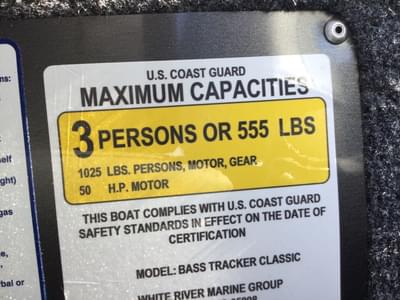 U.S. COAST GUARD
MAXIMUM CAPACITIES
3 PERSONS OR 555 LBS
1025 LBS. PERSONS, MOTOR, GEAR.
50 H.P. MOTOR
THIS BOAT COMPLIES WITH U.S. COAST GUARD
SAFETY STANDARDS IN EFFECT ON THE DATE OF
CERTIFICATION
MODEL: BASS TRACKER CLASSIC
WHITE RIVER MARINE GROUP